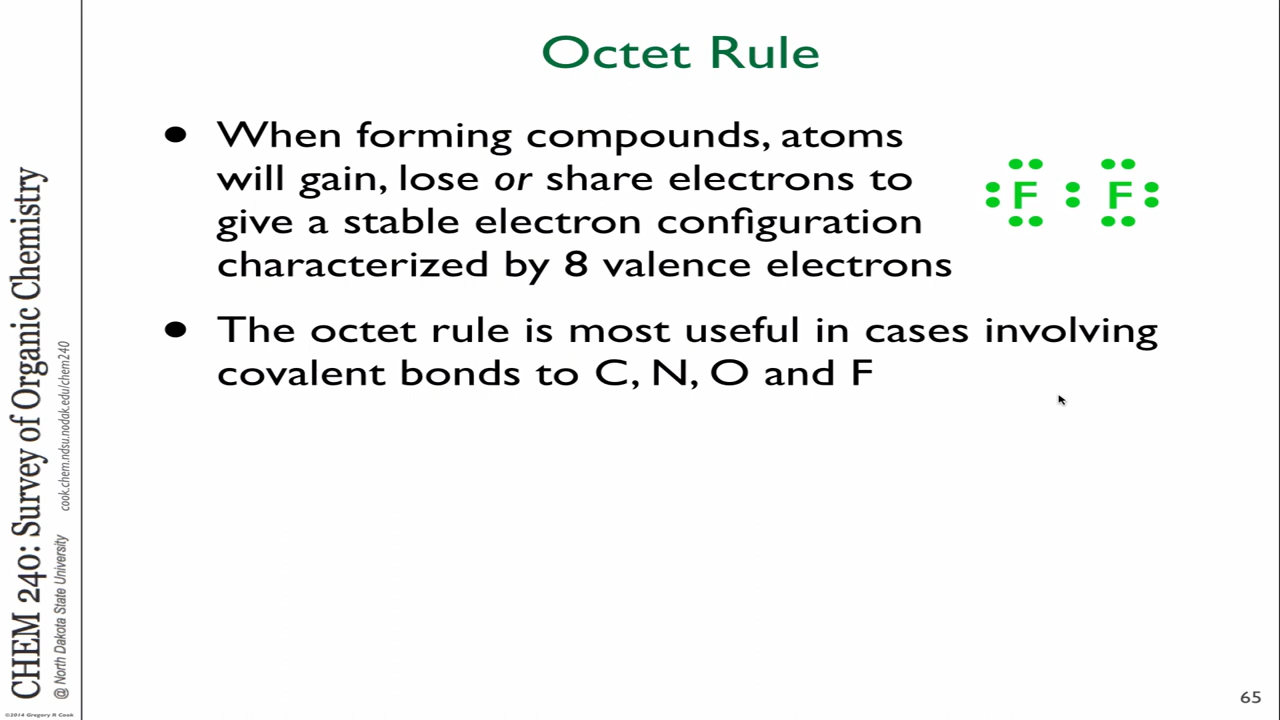 Octet Rule
● When forming compounds, atoms
will gain, lose or share electrons to
give a stable electron configuration
characterized by 8 valence electrons
F : F
● The octet rule is most useful in cases involving
covalent bonds to C, N, O and F
CHEM 240: Survey of Organic Chemistry
@ North Dakota State University cook.chem.ndsu.nodak.edu/chem240
©2014 Gregory R Cook
65